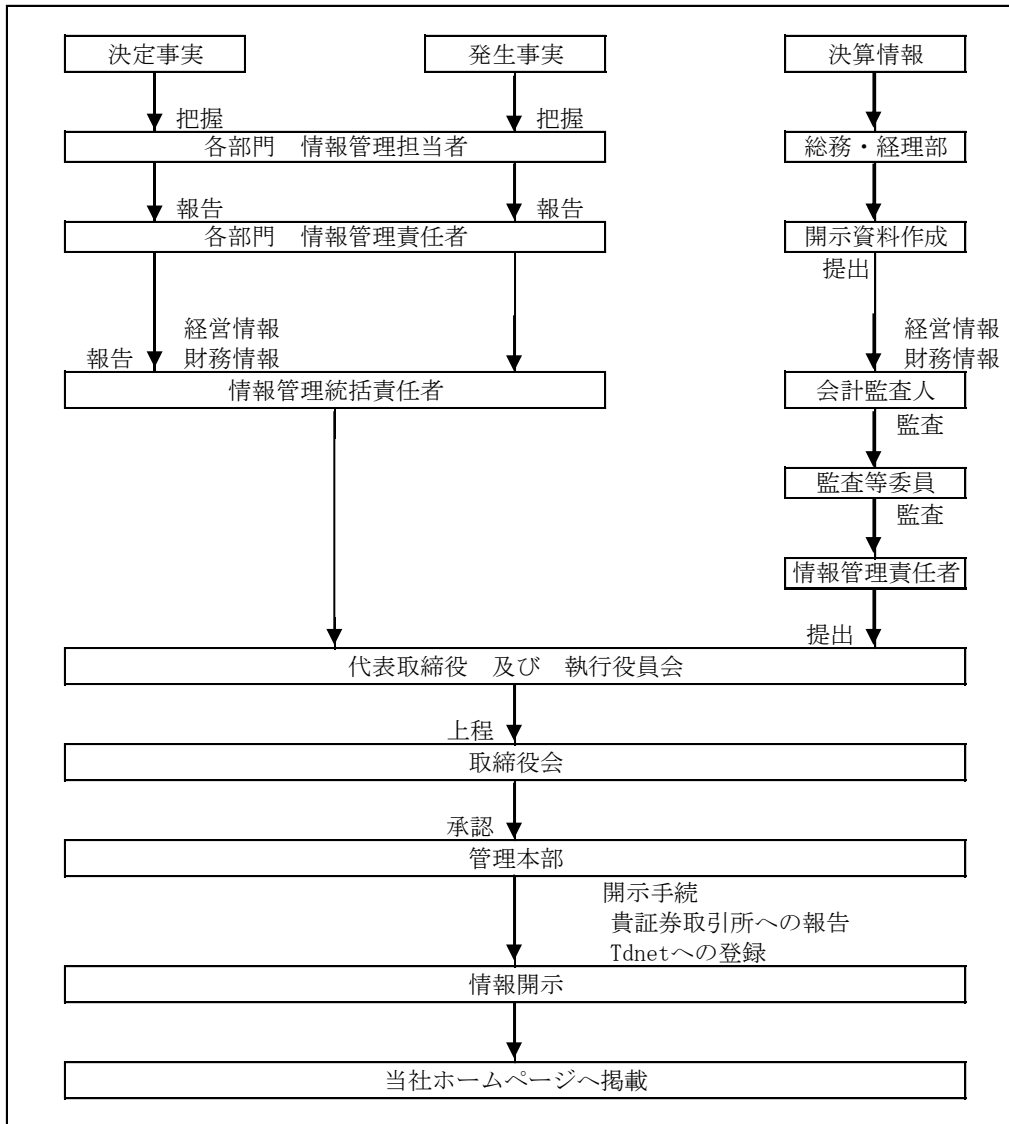 決定事実
発生事実
決算情報
把握
把握
各部門　情報管理担当者
総務・経理部
報告
報告
各部門　情報管理責任者
開示資料作成
提出
経営情報
経営情報
報告
財務情報
財務情報
情報管理統括責任者
会計監査人
監査
監査等委員
監査
情報管理責任者
提出
代表取締役　及び　執行役員会
上程
取締役会
承認
管理本部
開示手続
貴証券取引所への報告
Tdnetへの登録
情報開示
当社ホームページへ掲載